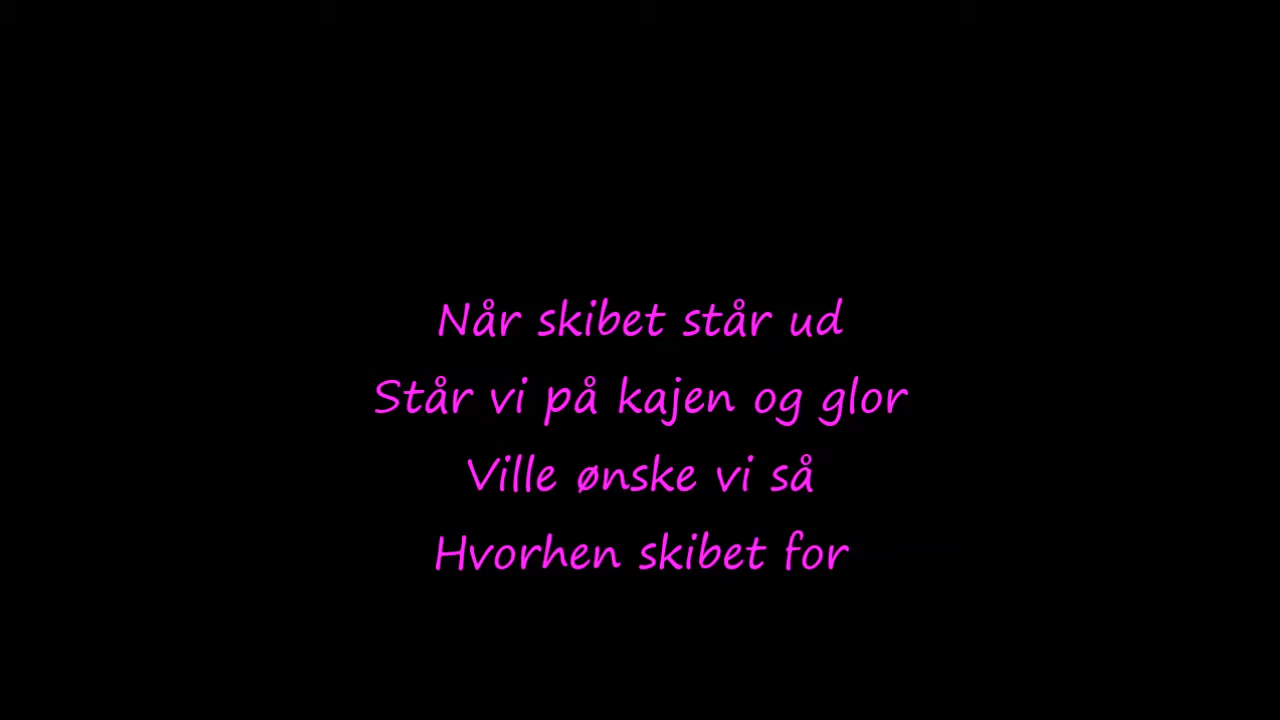 Når skibet står ud
Står vi på kajen og glor
Ville ønske vi så
Hvorhen skibet for